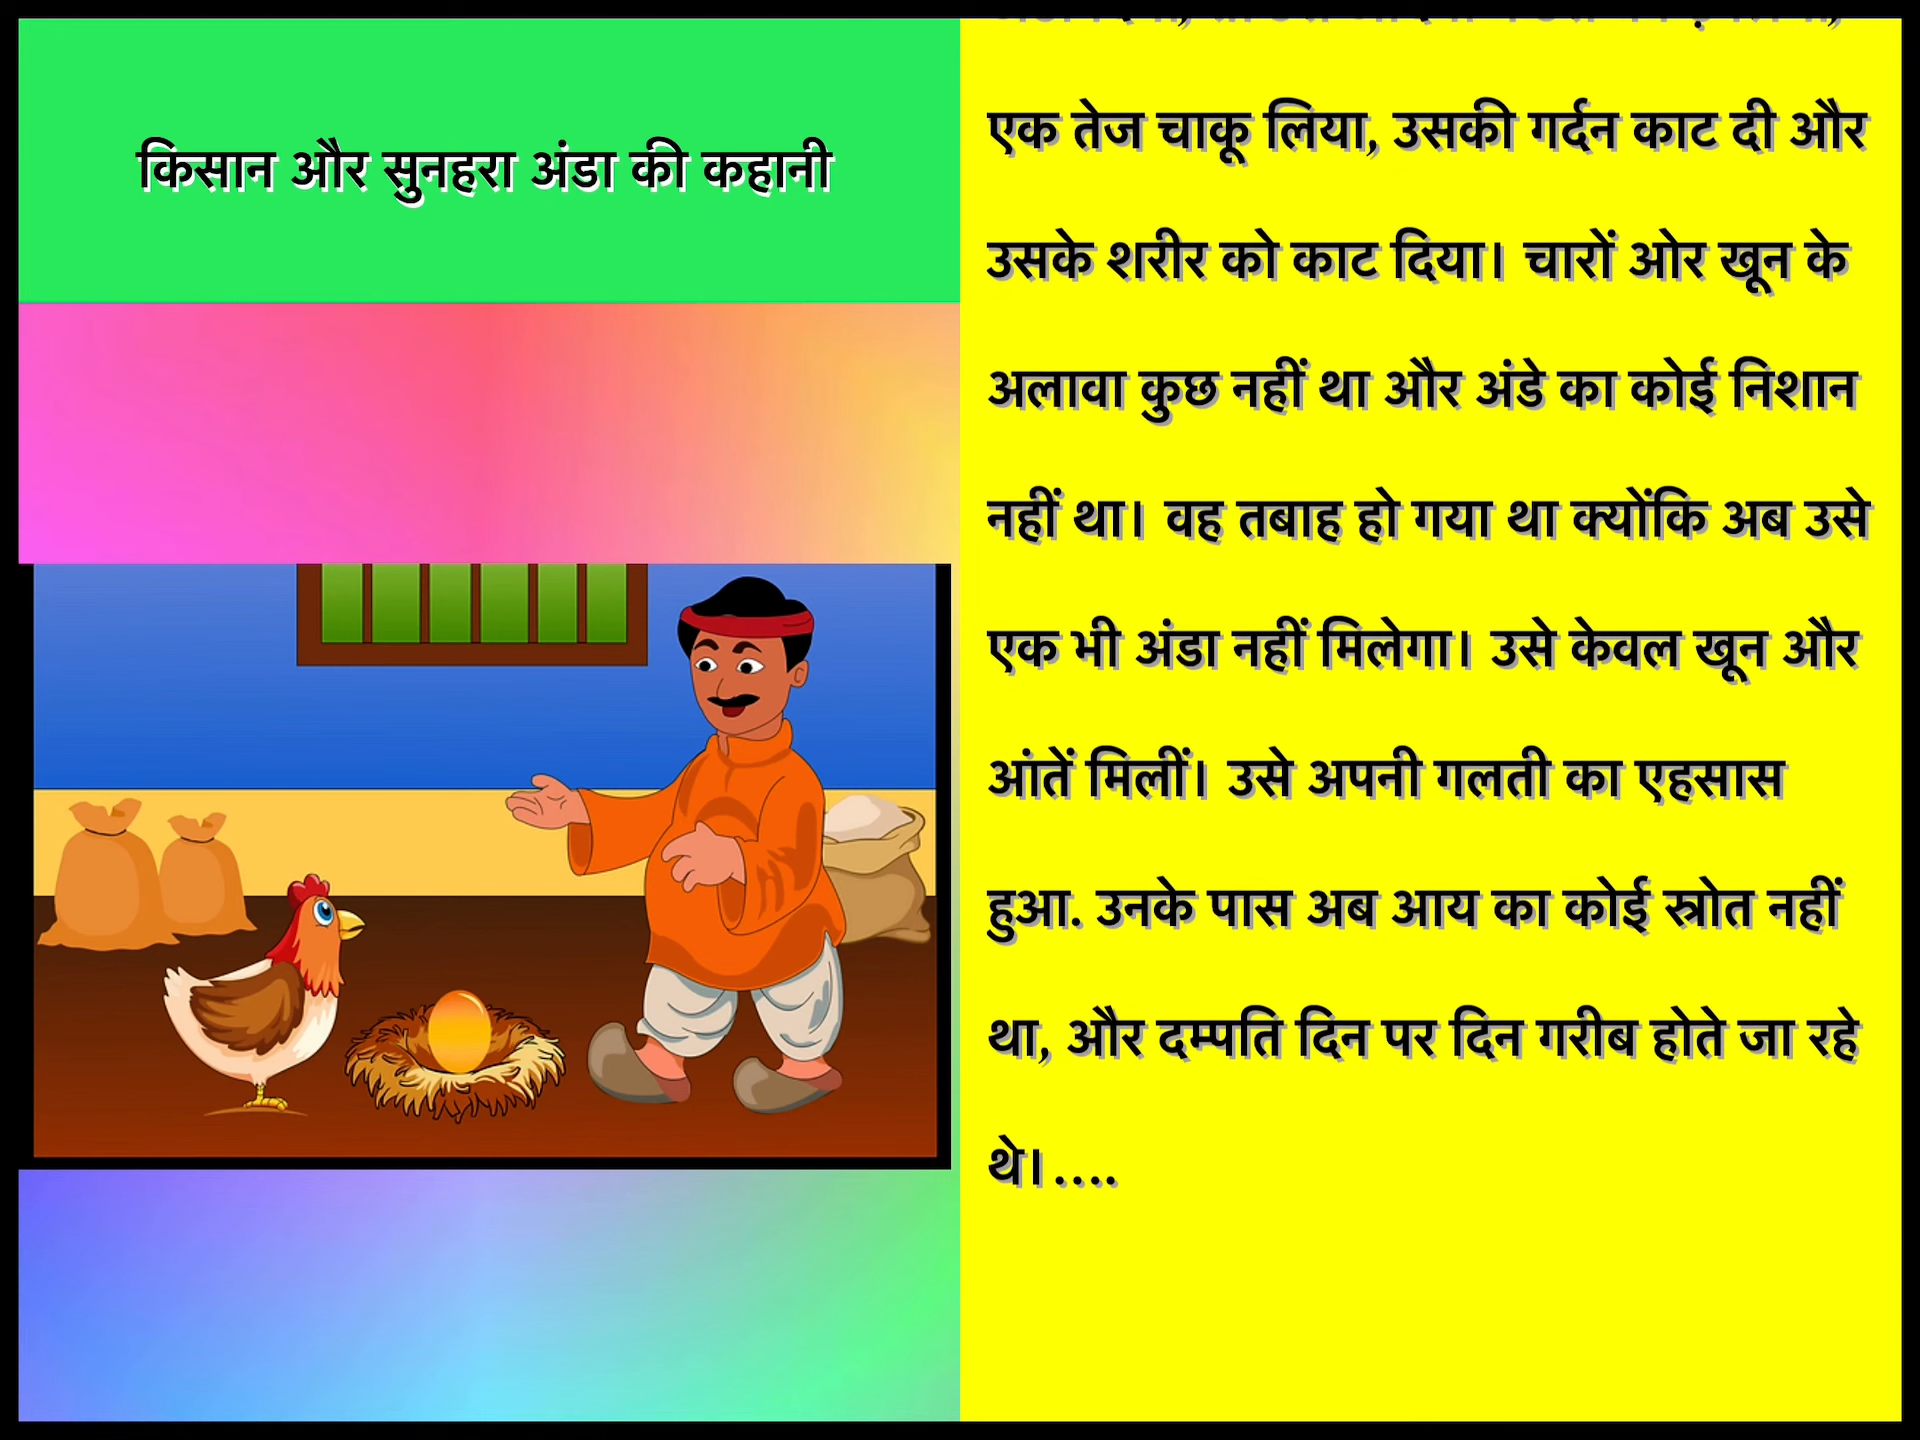 किसान और सुनहरा अंडा की कहानी
एक तेज चाकू लिया, उसकी गर्दन काट दी और
उसके शरीर को काट दिया। चारों ओर खून के
अलावा कुछ नहीं था और अंडे का कोई निशान
नहीं था। वह तबाह हो गया था क्योंकि अब उसे
एक भी अंडा नहीं मिलेगा। उसे केवल खून और
आंतें मिलीं। उसे अपनी गलती का एहसास
हुआ. उनके पास अब आय का कोई स्रोत नहीं
था, और दम्पति दिन पर दिन गरीब होते जा रहे
थे।....